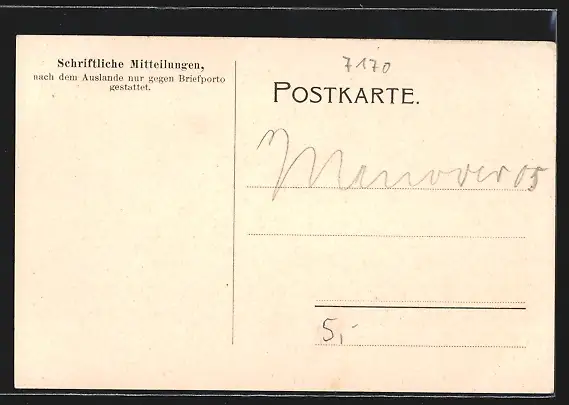 Schriftliche Mitteilungen,
nach dem Auslande nur gegen Briefporto
gestattet.
7170
POSTKARTE.
Manöver 05
5,-